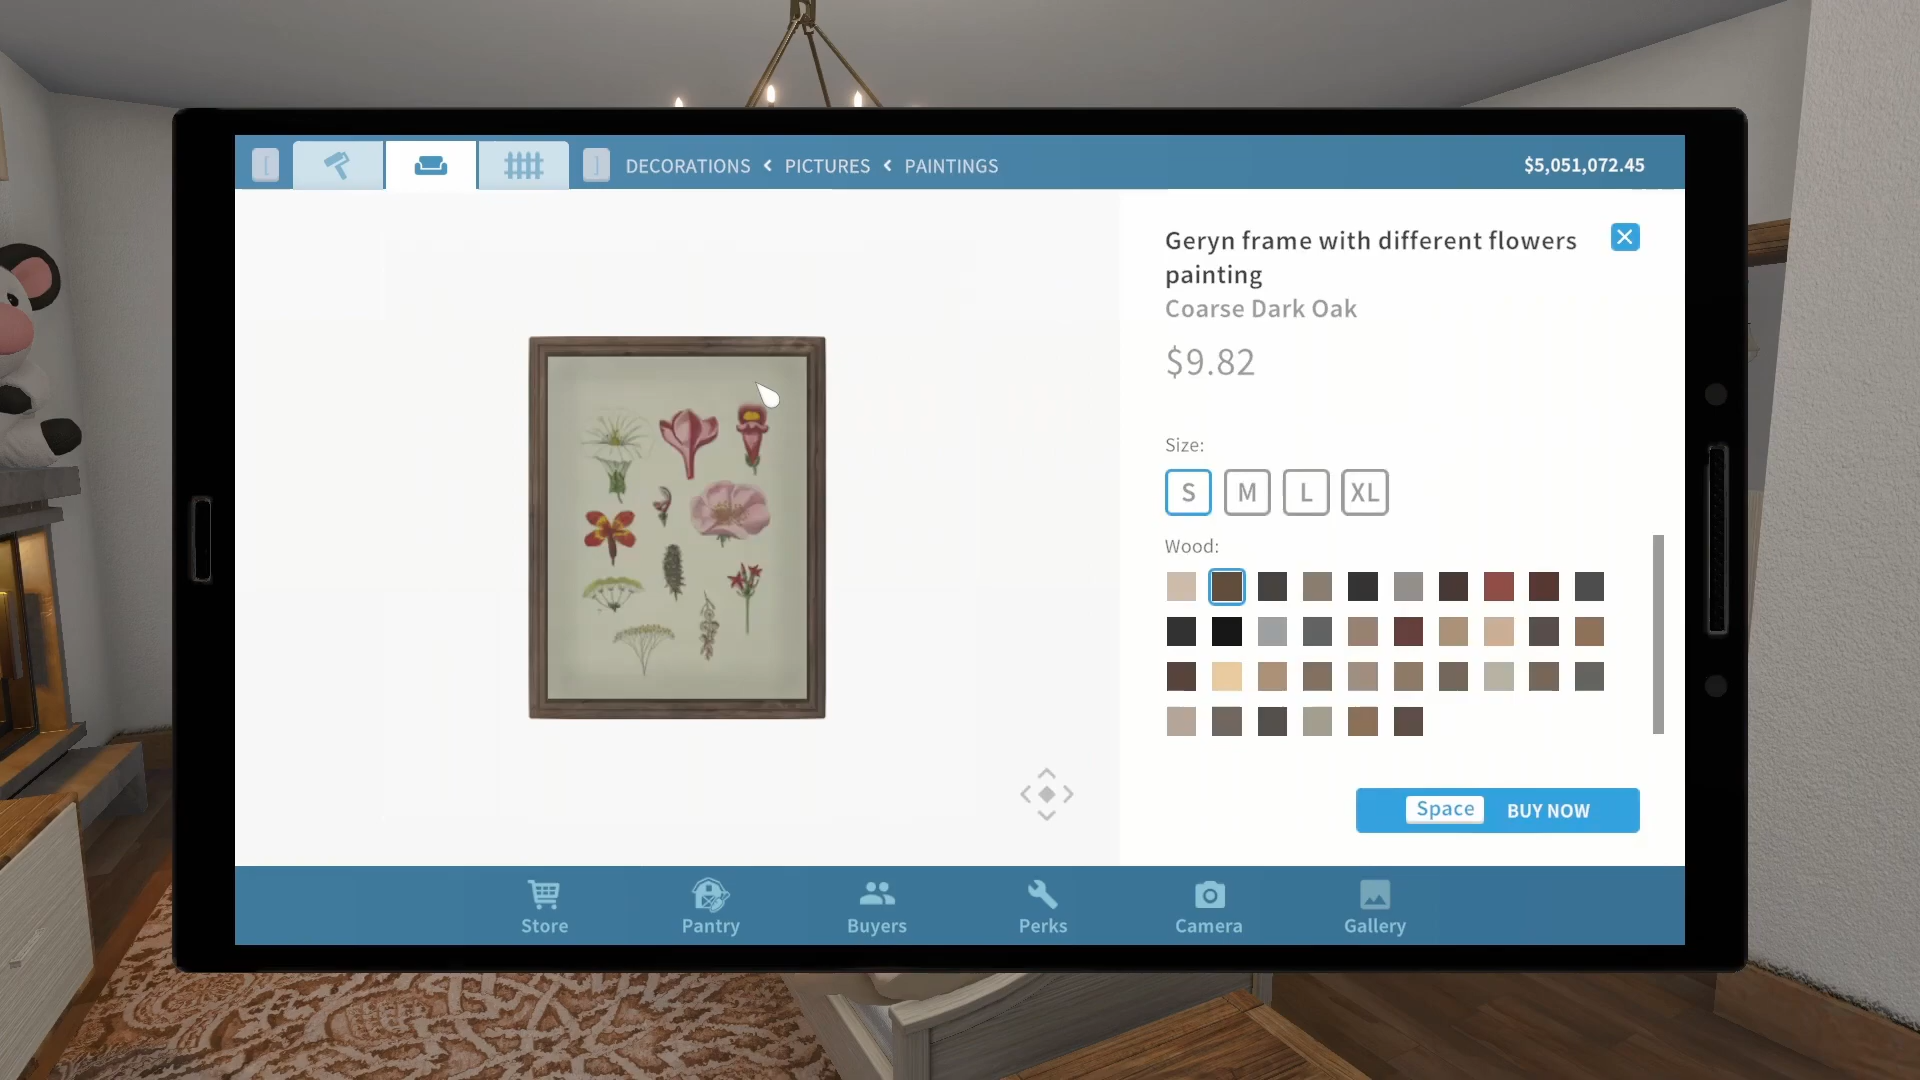 [
]
DECORATIONS < PICTURES < PAINTINGS
$5,051,072.45
Geryn frame with different flowers
painting
Coarse Dark Oak
$9.82
Size:
S M L XL
Wood:
Space BUY NOW
Store Pantry Buyers Perks Camera Gallery